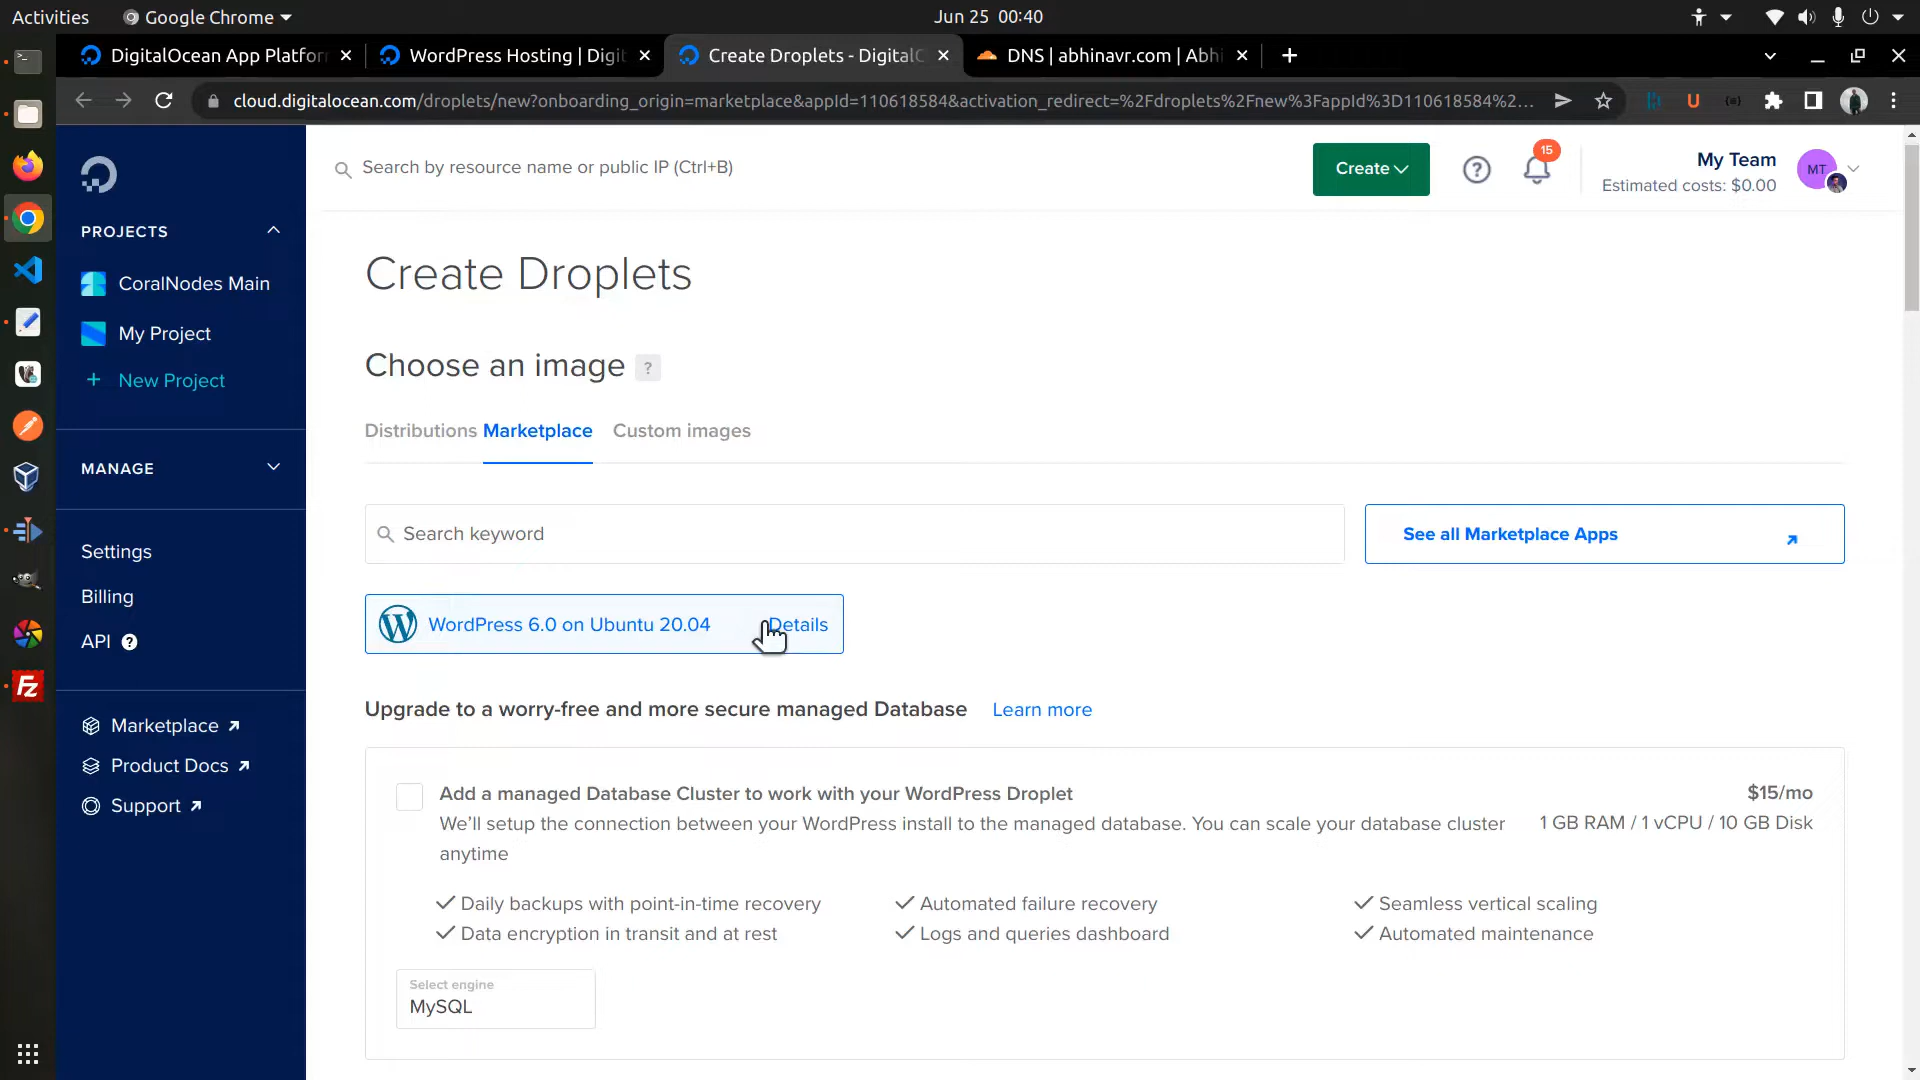 Activities
Google Chrome
Jun 25 00:40
DigitalOcean App Platfor
WordPress Hosting | Digit
Create Droplets - DigitalC
DNS | abhinavr.com | Abhi
cloud.digitalocean.com/droplets/new?onboarding_origin=marketplace&appId=110618584&activation_redirect=%2Fdroplets%2Fnew%3FappId%3D110618584%2...
Search by resource name or public IP (Ctrl+B)
Create
15
My Team
Estimated costs: $0.00
MT
PROJECTS
CoralNodes Main
My Project
+ New Project
MANAGE
Settings
Billing
API ?
Marketplace
Product Docs
Support
Create Droplets
Choose an image ?
Distributions
Marketplace
Custom images
Search keyword
See all Marketplace Apps
WordPress 6.0 on Ubuntu 20.04
Details
Upgrade to a worry-free and more secure managed Database
Learn more
Add a managed Database Cluster to work with your WordPress Droplet
$15/mo
We'll setup the connection between your WordPress install to the managed database. You can scale your database cluster
anytime
1 GB RAM / 1 vCPU / 10 GB Disk
Daily backups with point-in-time recovery
Automated failure recovery
Seamless vertical scaling
Data encryption in transit and at rest
Logs and queries dashboard
Automated maintenance
Select engine
MySQL